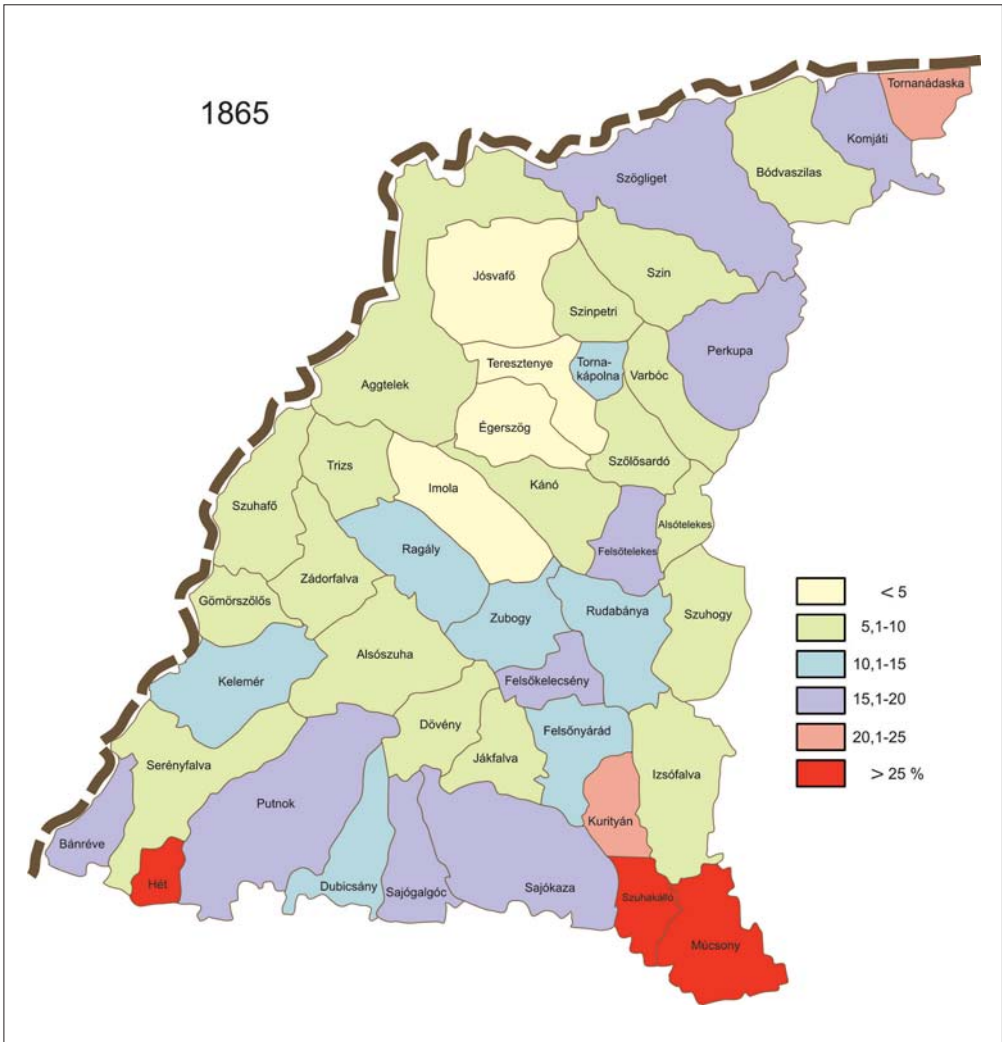 1865
Tornanádaska
Komjáti
Bódvaszilas
Szögliget
Jósvafő
Szin
Szinpetri
Perkupa
Teresztenye
Torna-
kápolna
Varbóc
Aggtelek
Égerszög
Szőlősardó
Trizs
Imola
Kánó
Szuhafő
Alsótelekes
Ragály
Felsőtelekes
Zádorfalva
Gömörszőlős
Zubogy
Rudabánya
Szuhogy
Alsószuha
Kelemér
Felsőkelecsény
Dövény
Felsőnyárád
Serényfalva
Jákfalva
Izsófalva
Putnok
Kurityán
Bánréve
Hét
Dubicsány
Sajógalgóc
Sajókaza
Szuhakálló
Múcsony
< 5
5,1-10
10,1-15
15,1-20
20,1-25
> 25 %